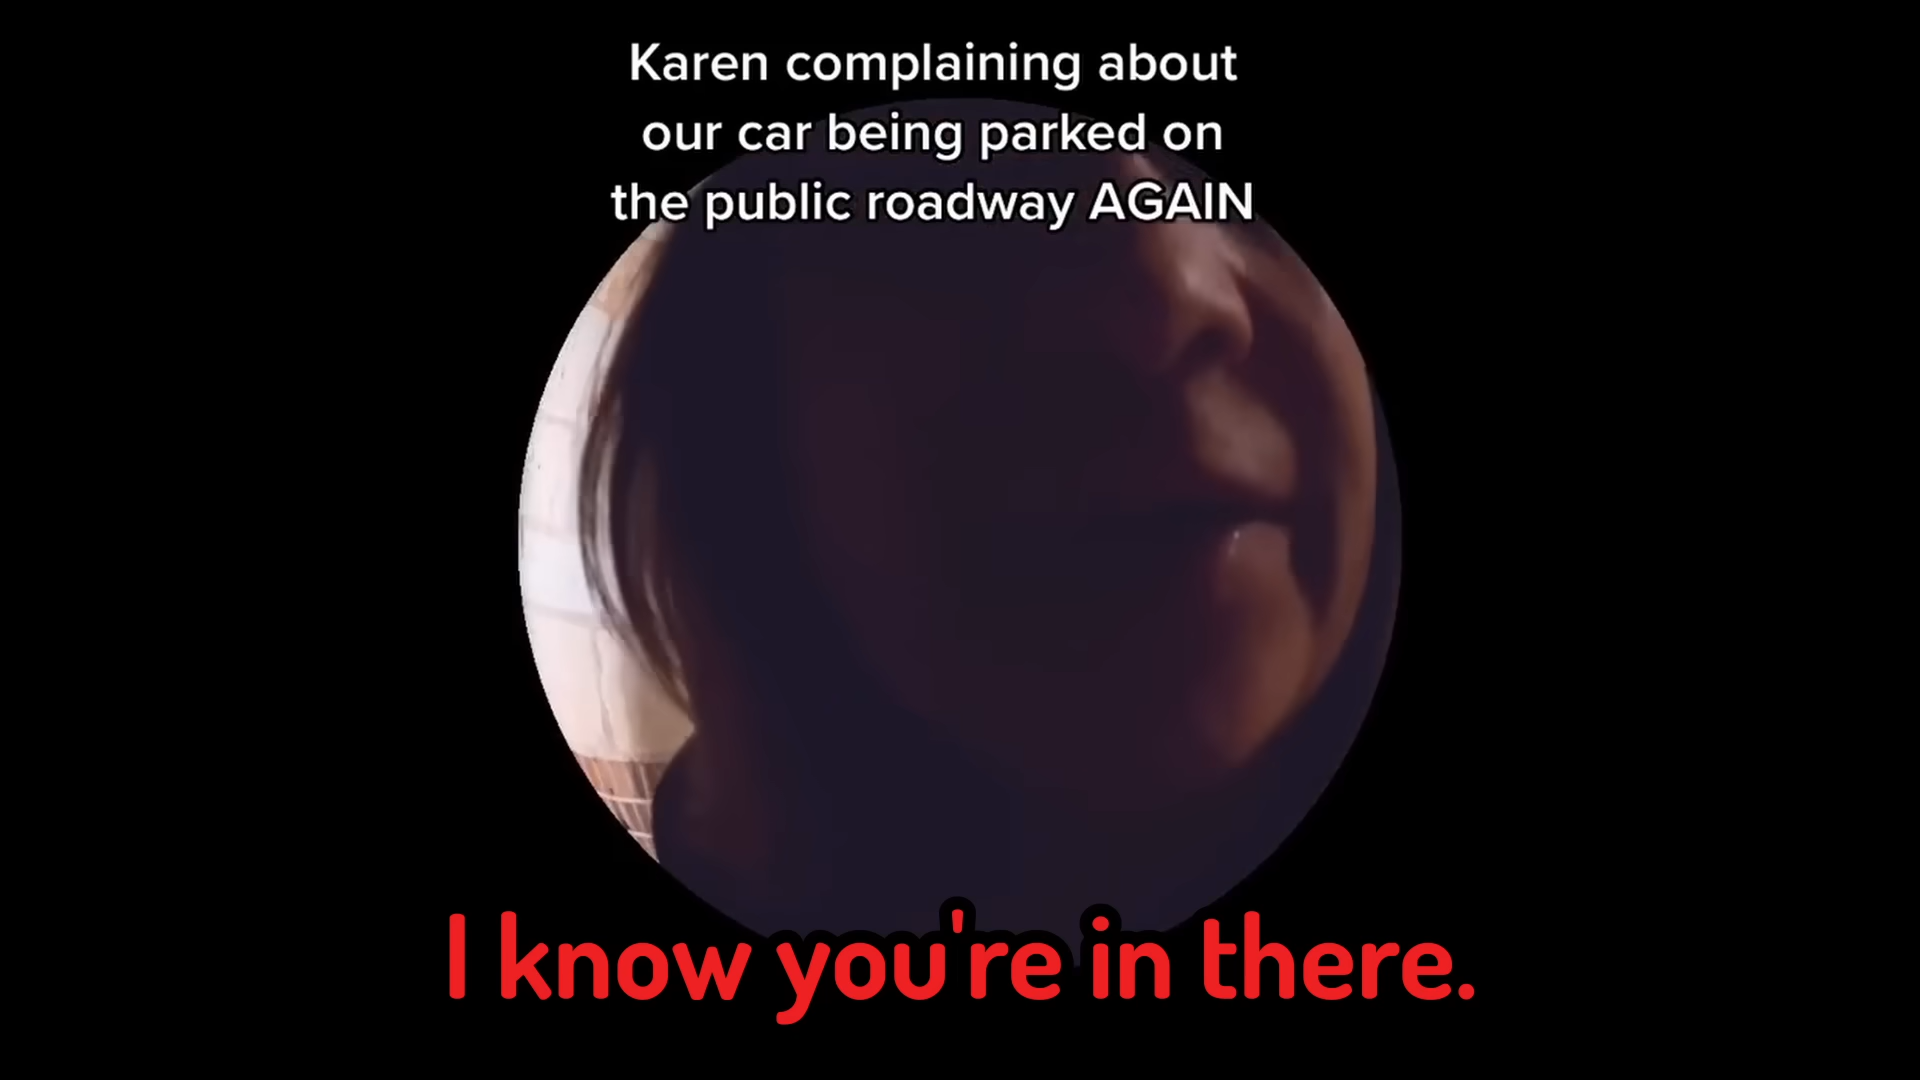 Karen complaining about
our car being parked on
the public roadway AGAIN
I know you're in there.